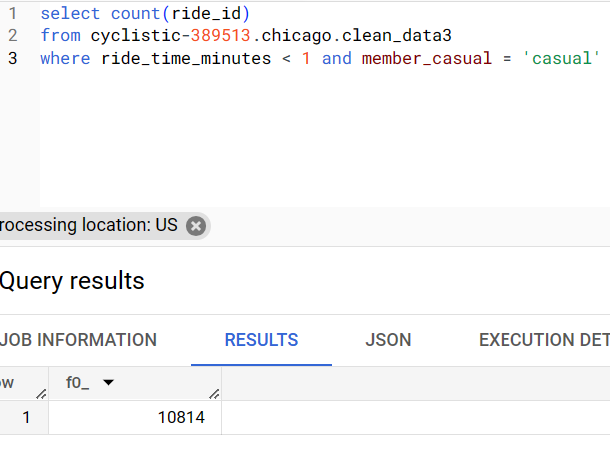 1 select count(ride_id)
2 from cyclistic-389513.chicago.clean_data3
3 where ride_time_minutes < 1 and member_casual = 'casual'
rocessing location: US
Query results
JOB INFORMATION RESULTS JSON EXECUTION DET
ow f0_
1 10814